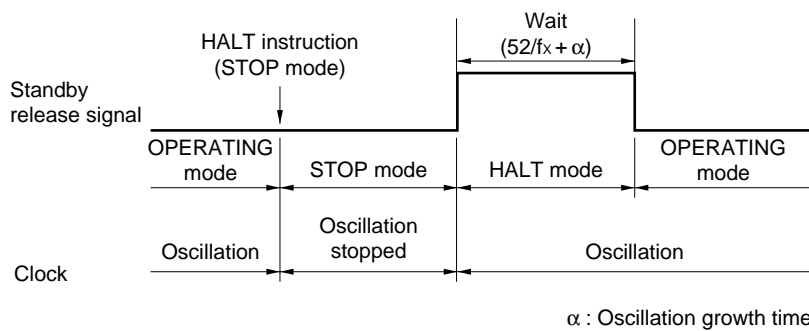 Wait
(52/fX + α)
HALT instruction
(STOP mode)
Standby
release signal
OPERATING
mode
STOP mode
HALT mode
OPERATING
mode
Oscillation
Oscillation
stopped
Oscillation
Clock
α : Oscillation growth time